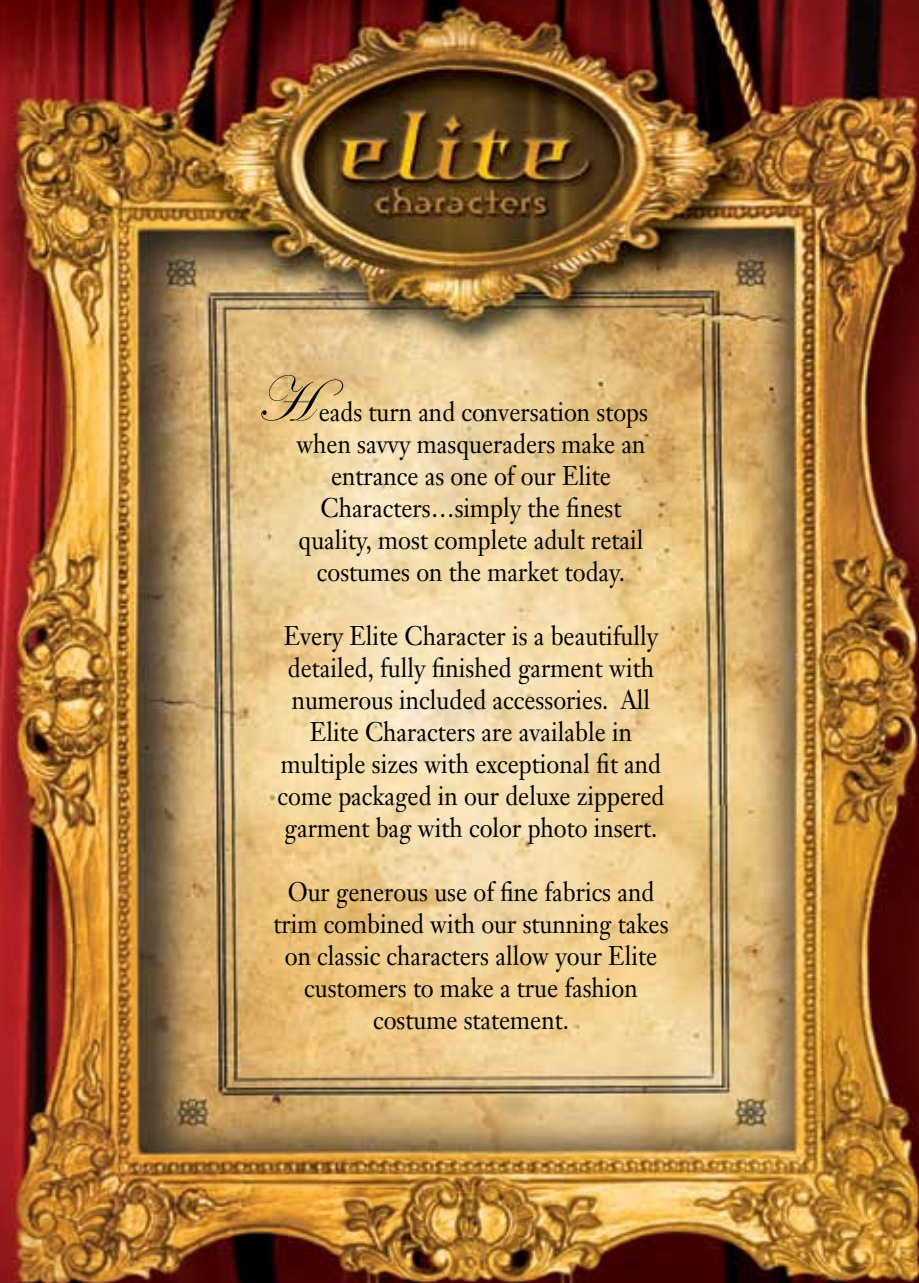 elite
characters
Heads turn and conversation stops
when savvy masqueraders make an
entrance as one of our Elite
Characters…simply the finest
quality, most complete adult retail
costumes on the market today.
Every Elite Character is a beautifully
detailed, fully finished garment with
numerous included accessories.  All
Elite Characters are available in
multiple sizes with exceptional fit and
come packaged in our deluxe zippered
garment bag with color photo insert.
Our generous use of fine fabrics and
trim combined with our stunning takes
on classic characters allow your Elite
customers to make a true fashion
costume statement.